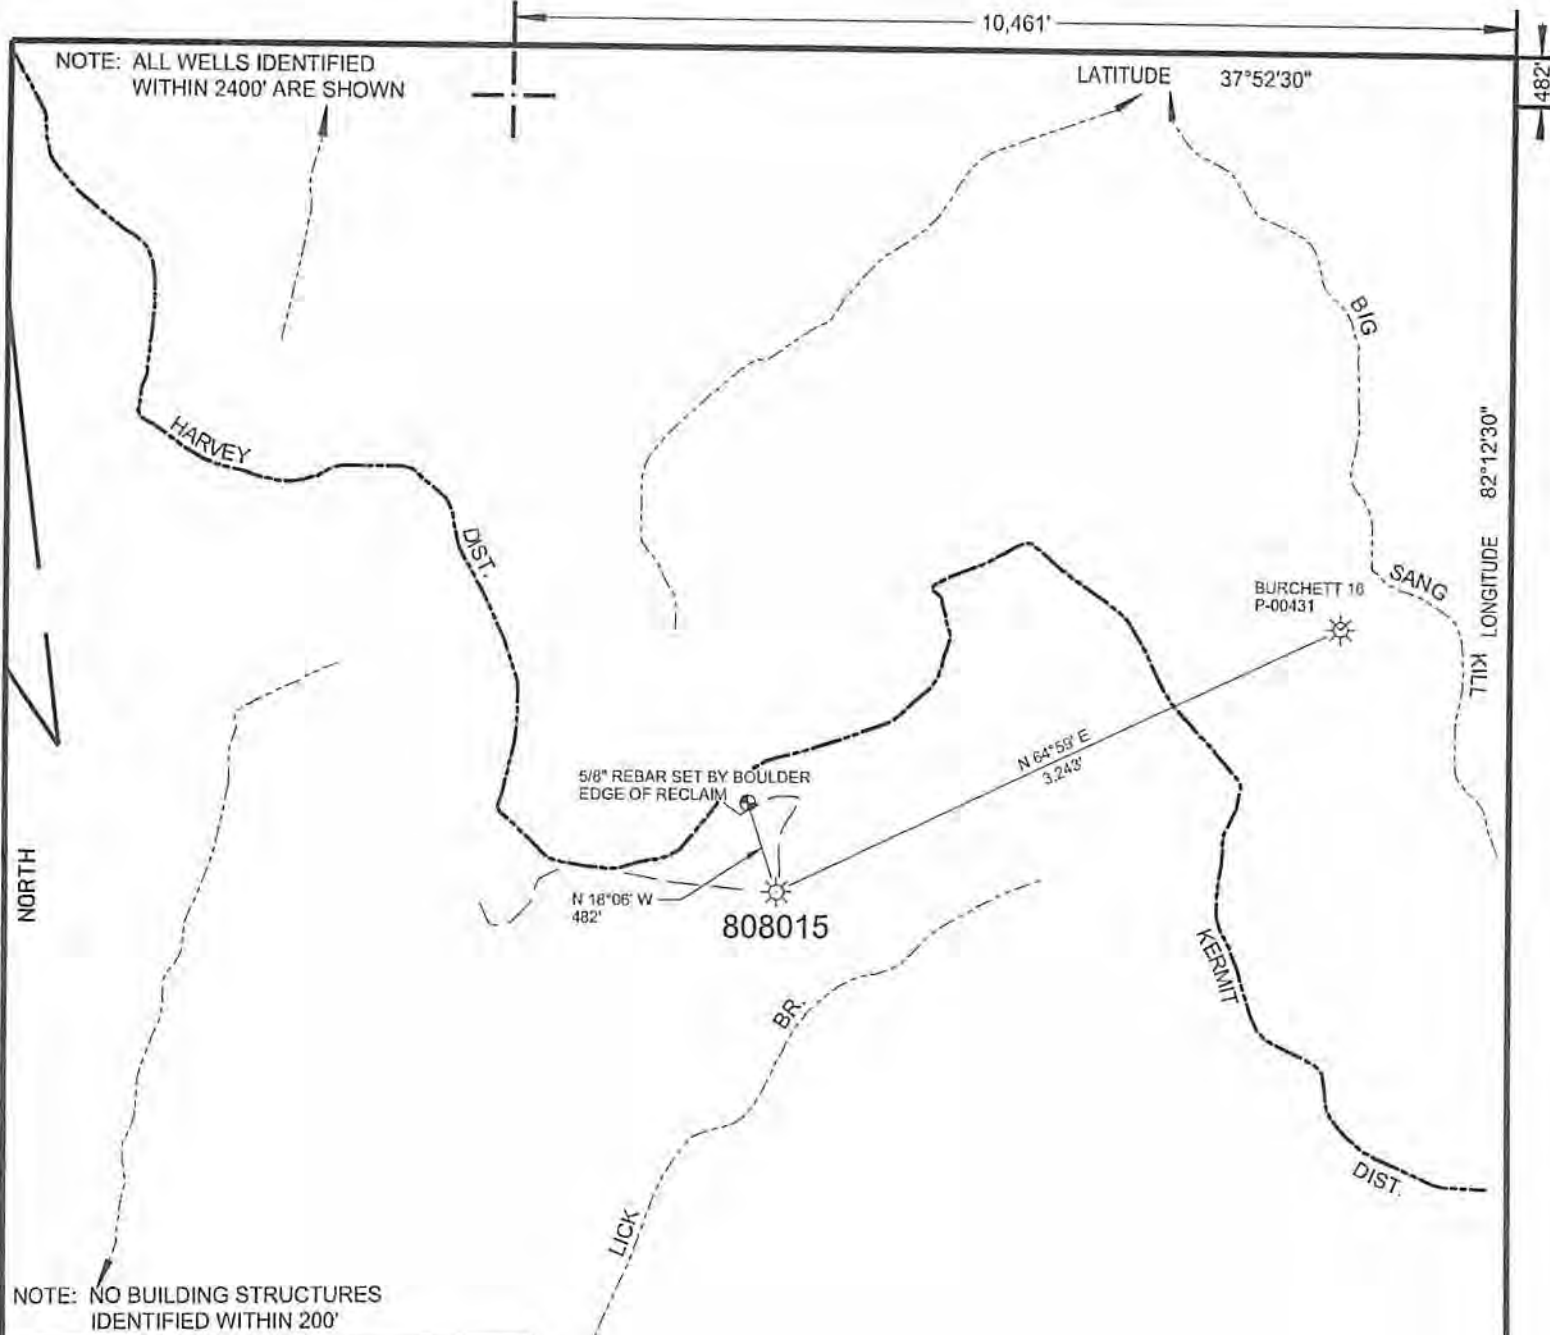 10,461'
482'
NOTE: ALL WELLS IDENTIFIED
WITHIN 2400' ARE SHOWN
LATITUDE 37°52'30"
BIG
HARVEY
DIST.
LONGITUDE 82°12'30"
SANG
KILL
BURCHETT 16
P-00431
N 64°59' E
3,243'
5/8" REBAR SET BY BOULDER
EDGE OF RECLAIM
NORTH
N 18°06' W
482'
808015
KERMIT
DIST.
BR.
LICK
NOTE: NO BUILDING STRUCTURES
IDENTIFIED WITHIN 200'